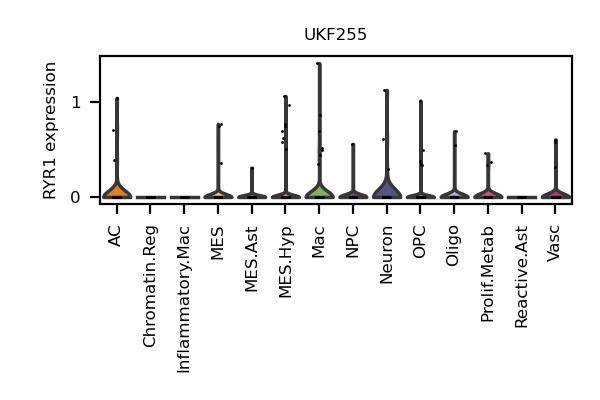 UKF255
RYR1 expression
1
0
AC
Chromatin.Reg
Inflammatory.Mac
MES
MES.Ast
MES.Hyp
Mac
NPC
Neuron
OPC
Oligo
Prolif.Metab
Reactive.Ast
Vasc